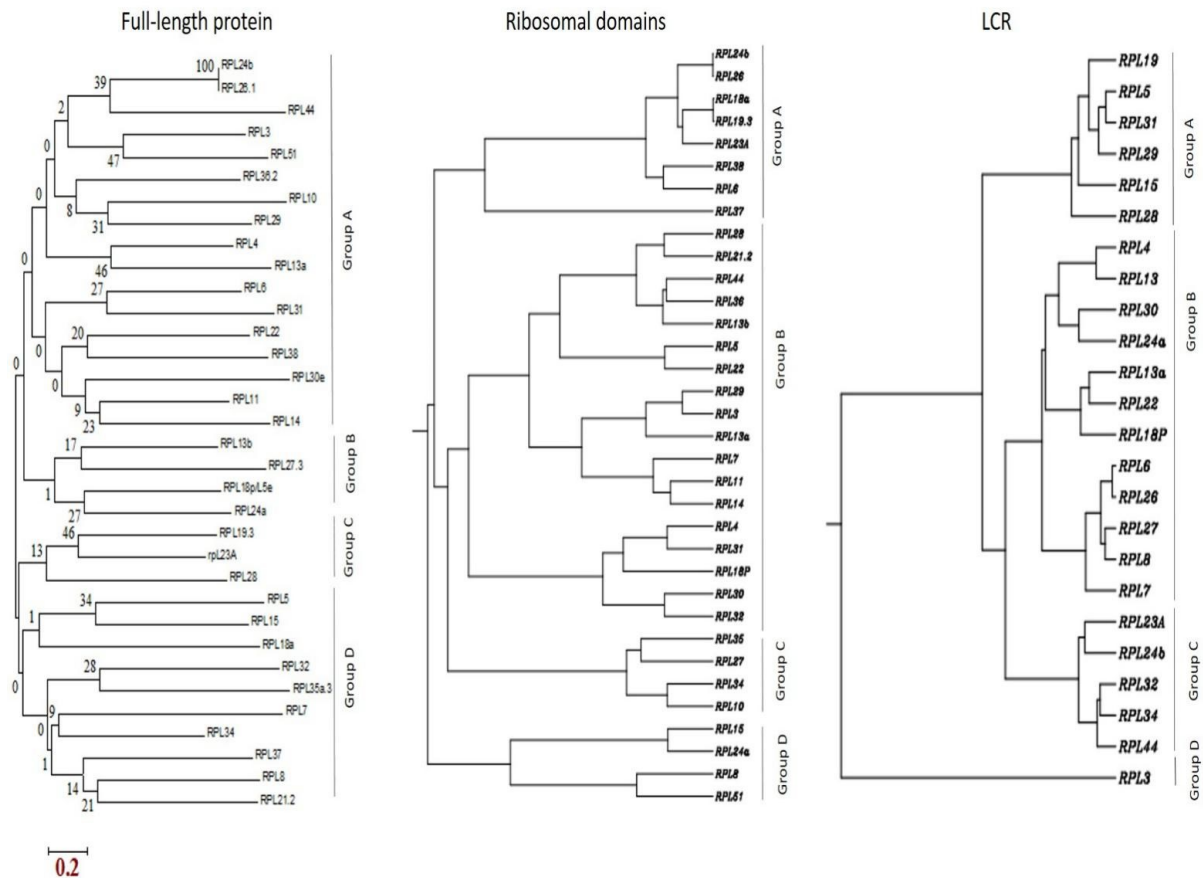 Full-length protein
100
RPL24b
RPL26.1
39
RPL44
2
RPL3
47
RPL51
0
RPL36.2
8
RPL10
31
RPL29
0
RPL4
46
RPL13a
27
RPL6
RPL31
0
20
RPL22
RPL38
0
RPL30e
9
RPL11
23
RPL14
Group A
0
17
RPL13b
RPL27.3
1
RPL18p/L5e
27
RPL24a
Group B
46
RPL19.3
13
rpL23A
RPL28
Group C
34
RPL5
1
RPL15
RPL18a
0
28
RPL32
RPL35a.3
0
9
RPL7
RPL34
1
RPL37
14
RPL8
21
RPL21.2
Group D
0.2
Ribosomal domains
RPL24b
RPL26
RPL18a
RPL19.3
RPL23A
RPL38
RPL6
RPL37
Group A
RPL28
RPL21.2
RPL44
RPL36
RPL13b
RPL5
RPL22
RPL29
RPL3
RPL13a
RPL7
RPL11
RPL14
RPL4
RPL31
RPL18P
RPL30
RPL32
Group B
RPL35
RPL27
RPL34
RPL10
Group C
RPL15
RPL24a
RPL8
RPL51
Group D
LCR
RPL19
RPL5
RPL31
RPL29
RPL15
RPL28
Group A
RPL4
RPL13
RPL30
RPL24a
RPL13a
RPL22
RPL18P
RPL6
RPL26
RPL27
RPL8
RPL7
Group B
RPL23A
RPL24b
RPL32
RPL34
RPL44
Group C
RPL3
Group D